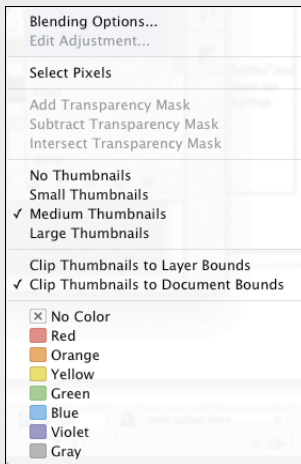 Blending Options...
Edit Adjustment...
Select Pixels
Add Transparency Mask
Subtract Transparency Mask
Intersect Transparency Mask
No Thumbnails
Small Thumbnails
✓ Medium Thumbnails
Large Thumbnails
Clip Thumbnails to Layer Bounds
✓ Clip Thumbnails to Document Bounds
No Color
Red
Orange
Yellow
Green
Blue
Violet
Gray